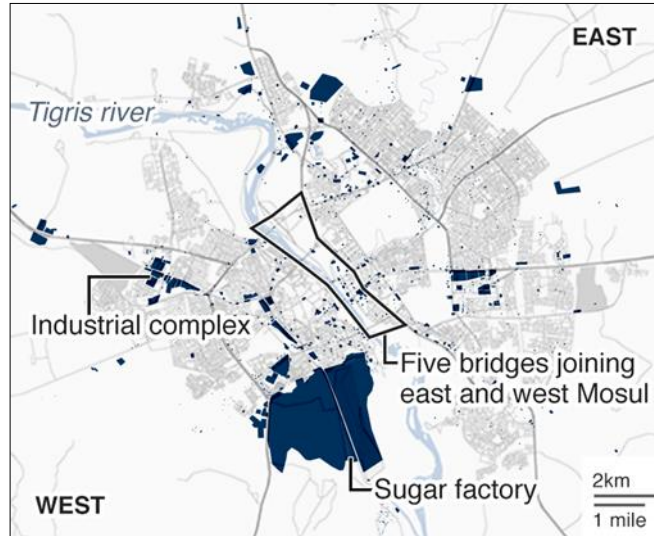 EAST
Tigris river
Industrial complex
Five bridges joining
east and west Mosul
Sugar factory
WEST
2km
1 mile